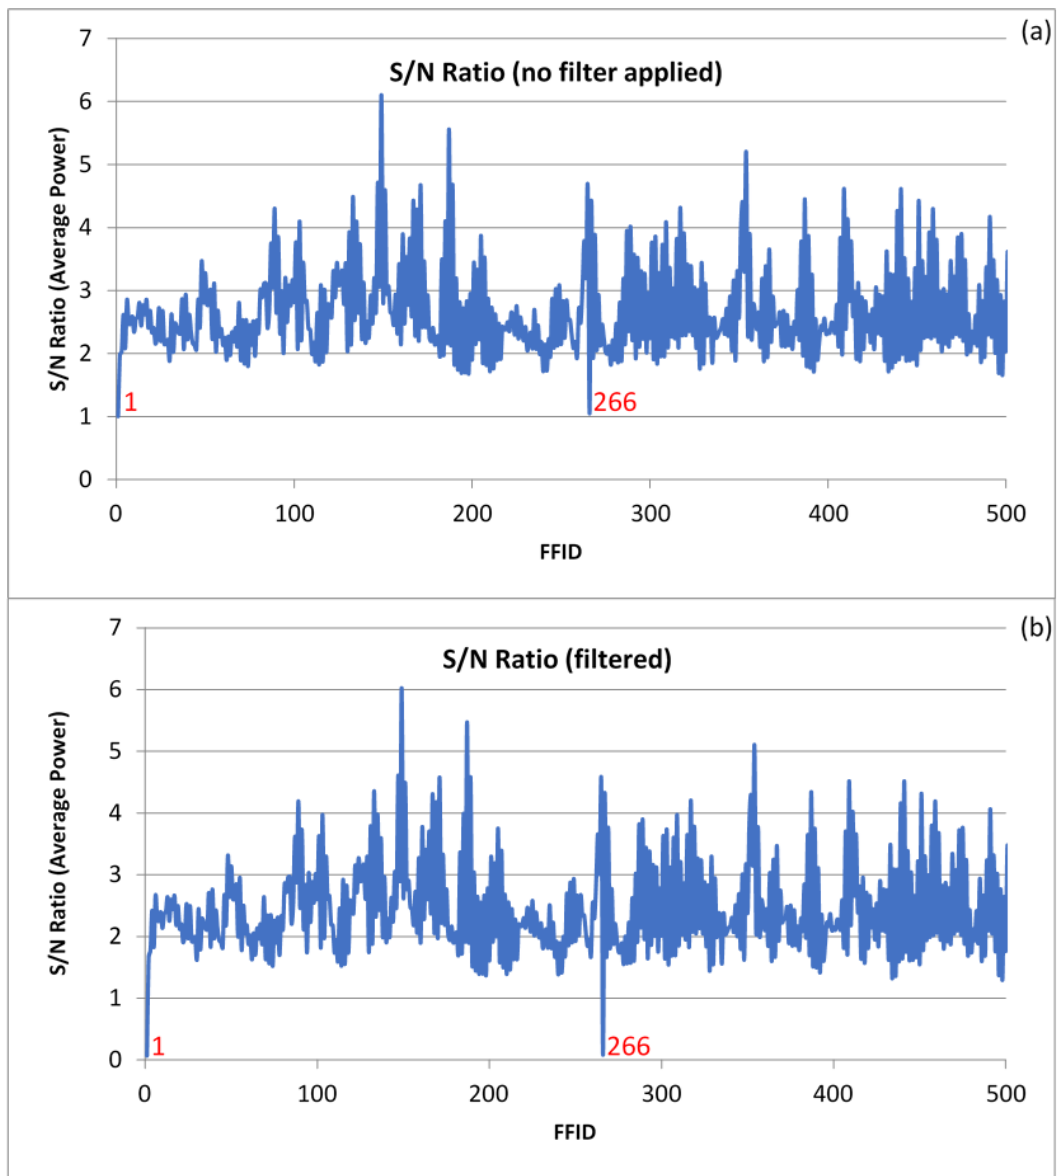 (a)
S/N Ratio (no filter applied)
S/N Ratio (Average Power)
7
6
5
4
3
2
1
0
1
266
0 100 200 300 400 500
FFID
(b)
S/N Ratio (filtered)
S/N Ratio (Average Power)
7
6
5
4
3
2
1
0
1
266
0 100 200 300 400 500
FFID